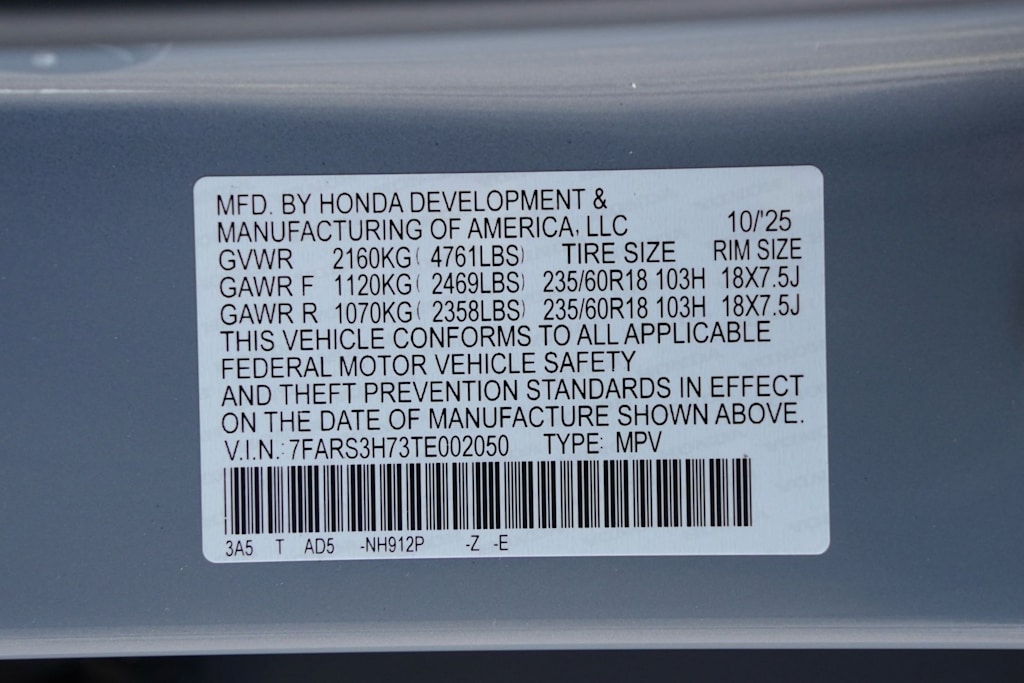 MFD. BY HONDA DEVELOPMENT &
MANUFACTURING OF AMERICA, LLC 10/'25
GVWR 2160KG( 4761LBS) TIRE SIZE RIM SIZE
GAWR F 1120KG( 2469LBS) 235/60R18 103H 18X7.5J
GAWR R 1070KG( 2358LBS) 235/60R18 103H 18X7.5J
THIS VEHICLE CONFORMS TO ALL APPLICABLE
FEDERAL MOTOR VEHICLE SAFETY
AND THEFT PREVENTION STANDARDS IN EFFECT
ON THE DATE OF MANUFACTURE SHOWN ABOVE.
V.I.N.: 7FARS3H73TE002050 TYPE: MPV
3A5 T AD5 -NH912P -Z -E